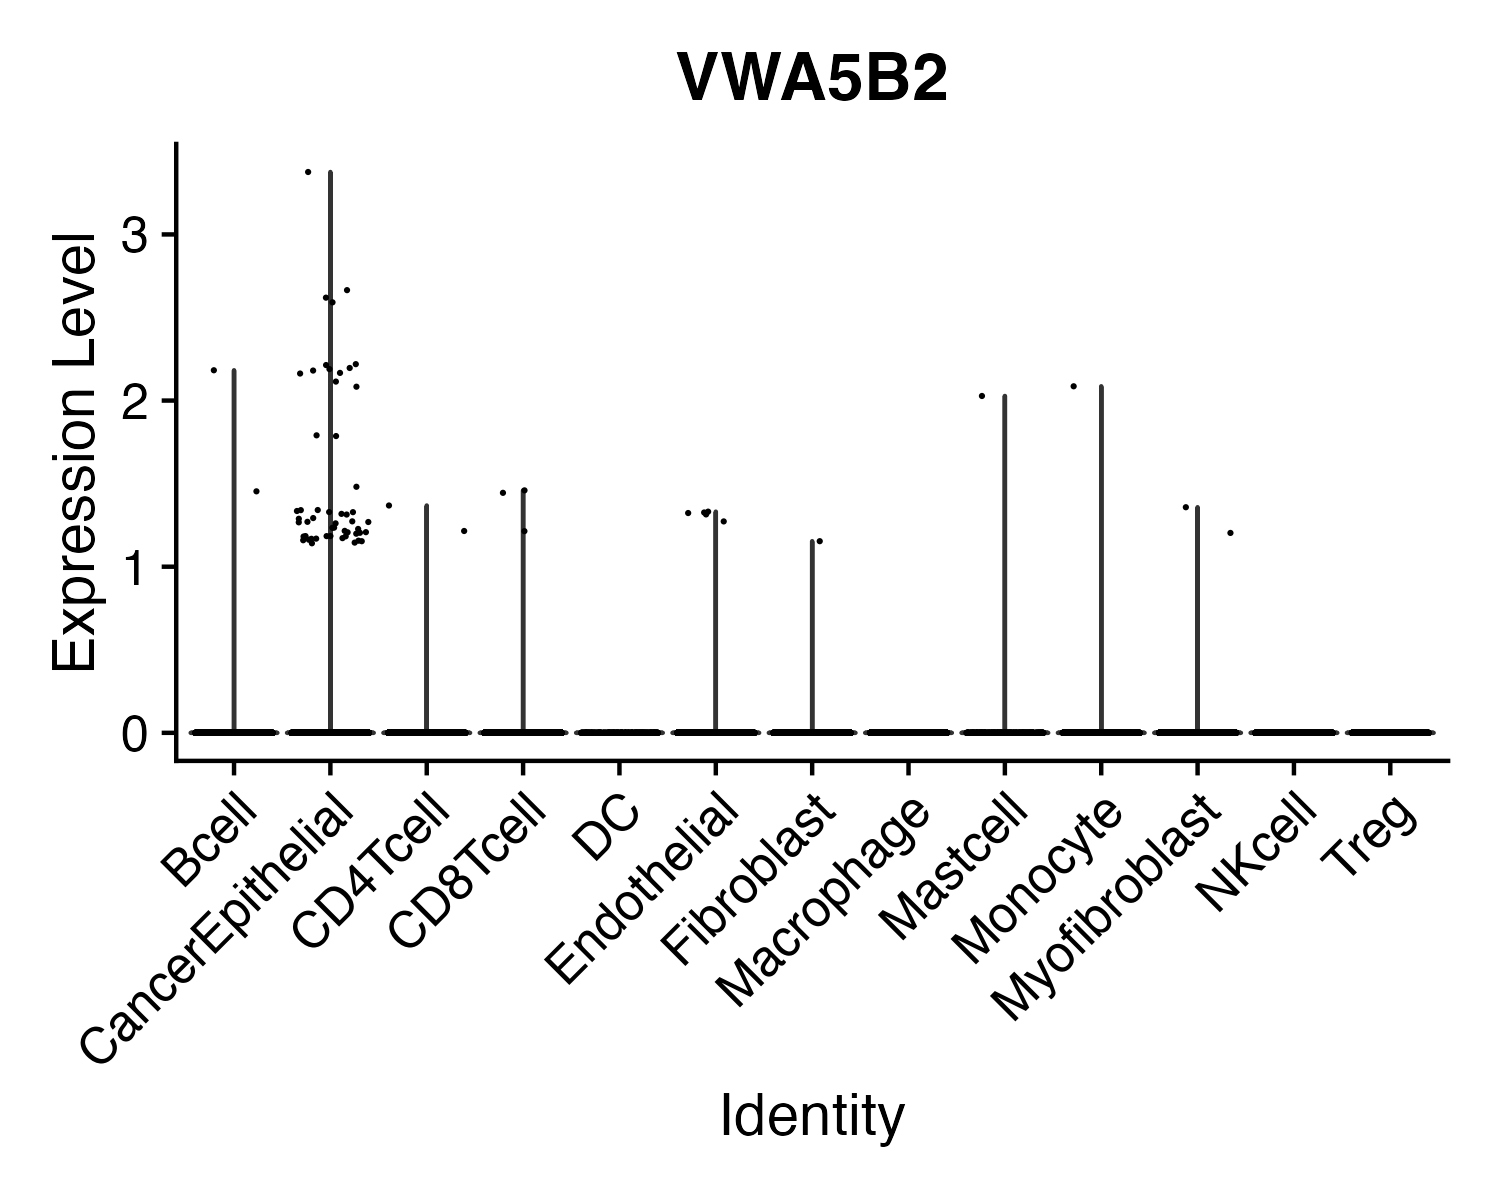 VWA5B2
Expression Level
3
2
1
0
Bcell
CancerEpithelial
CD4Tcell
CD8Tcell
DC
Endothelial
Fibroblast
Macrophage
Mastcell
Monocyte
Myofibroblast
NKcell
Treg
Identity